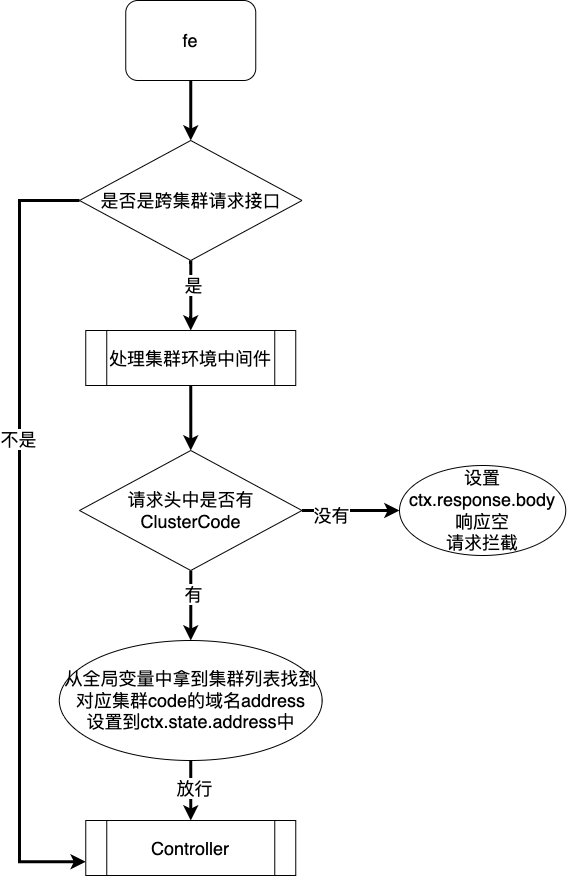 fe
是否是跨集群请求接口
是
处理集群环境中间件
不是
请求头中是否有
ClusterCode
没有
设置
ctx.response.body
响应空
请求拦截
有
从全局变量中拿到集群列表找到
对应集群code的域名address
设置到ctx.state.address中
放行
Controller